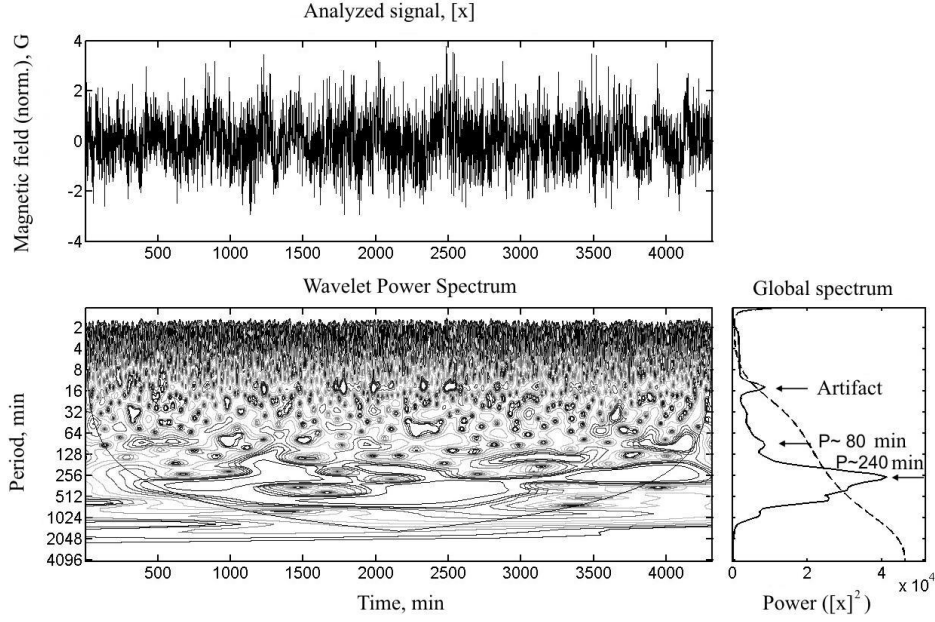 Analyzed signal, [x]
Magnetic field (norm.), G
4
2
0
-2
-4
500 1000 1500 2000 2500 3000 3500 4000
Wavelet Power Spectrum
Global spectrum
Period, min
2
4
8
16
32
64
128
256
512
1024
2048
4096
500 1000 1500 2000 2500 3000 3500 4000
Time, min
Artifact
P~ 80 min
P~240 min
0 2 4
x 10^4
Power ([x]²)